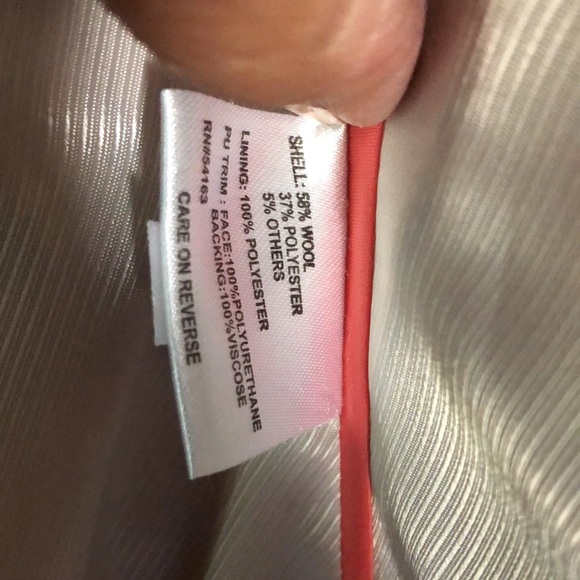 SHELL: 58% WOOL
37% POLYESTER
5% OTHERS
LINING: 100% POLYESTER
PU TRIM : FACE:100%POLYURETHANE
BACKING:100%VISCOSE
RN#54163
CARE ON REVERSE